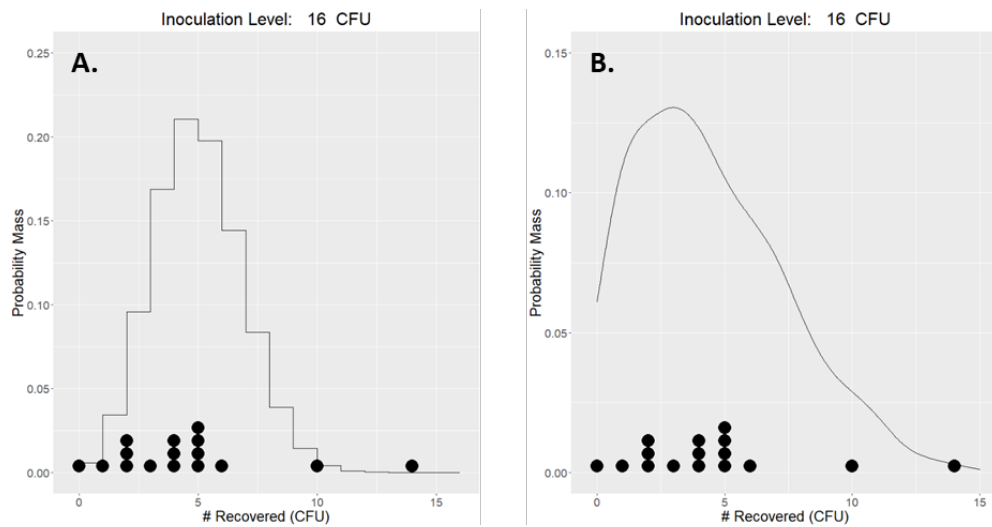 Inoculation Level: 16 CFU
A.
0.25
0.20
0.15
0.10
0.05
0.00
Probability Mass
0
5
10
15
# Recovered (CFU)
Inoculation Level: 16 CFU
B.
0.15
0.10
0.05
0.00
Probability Mass
0
5
10
15
# Recovered (CFU)